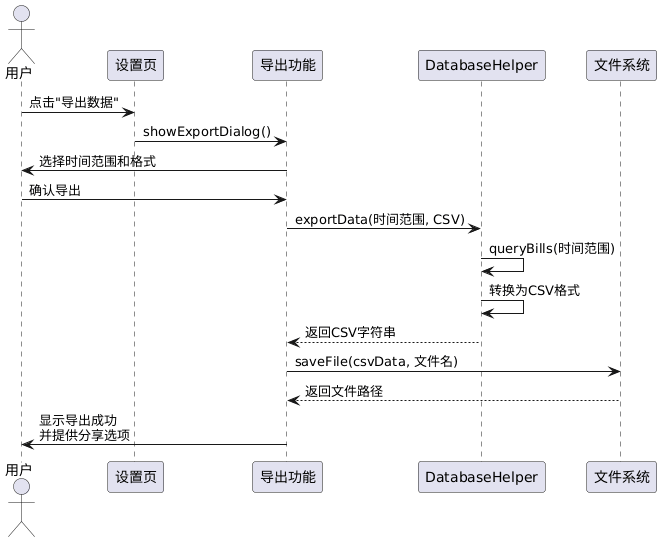 用户
设置页
导出功能
DatabaseHelper
文件系统
点击"导出数据"
showExportDialog()
选择时间范围和格式
确认导出
exportData(时间范围, CSV)
queryBills(时间范围)
转换为CSV格式
返回CSV字符串
saveFile(csvData, 文件名)
返回文件路径
显示导出成功
并提供分享选项
用户
设置页
导出功能
DatabaseHelper
文件系统